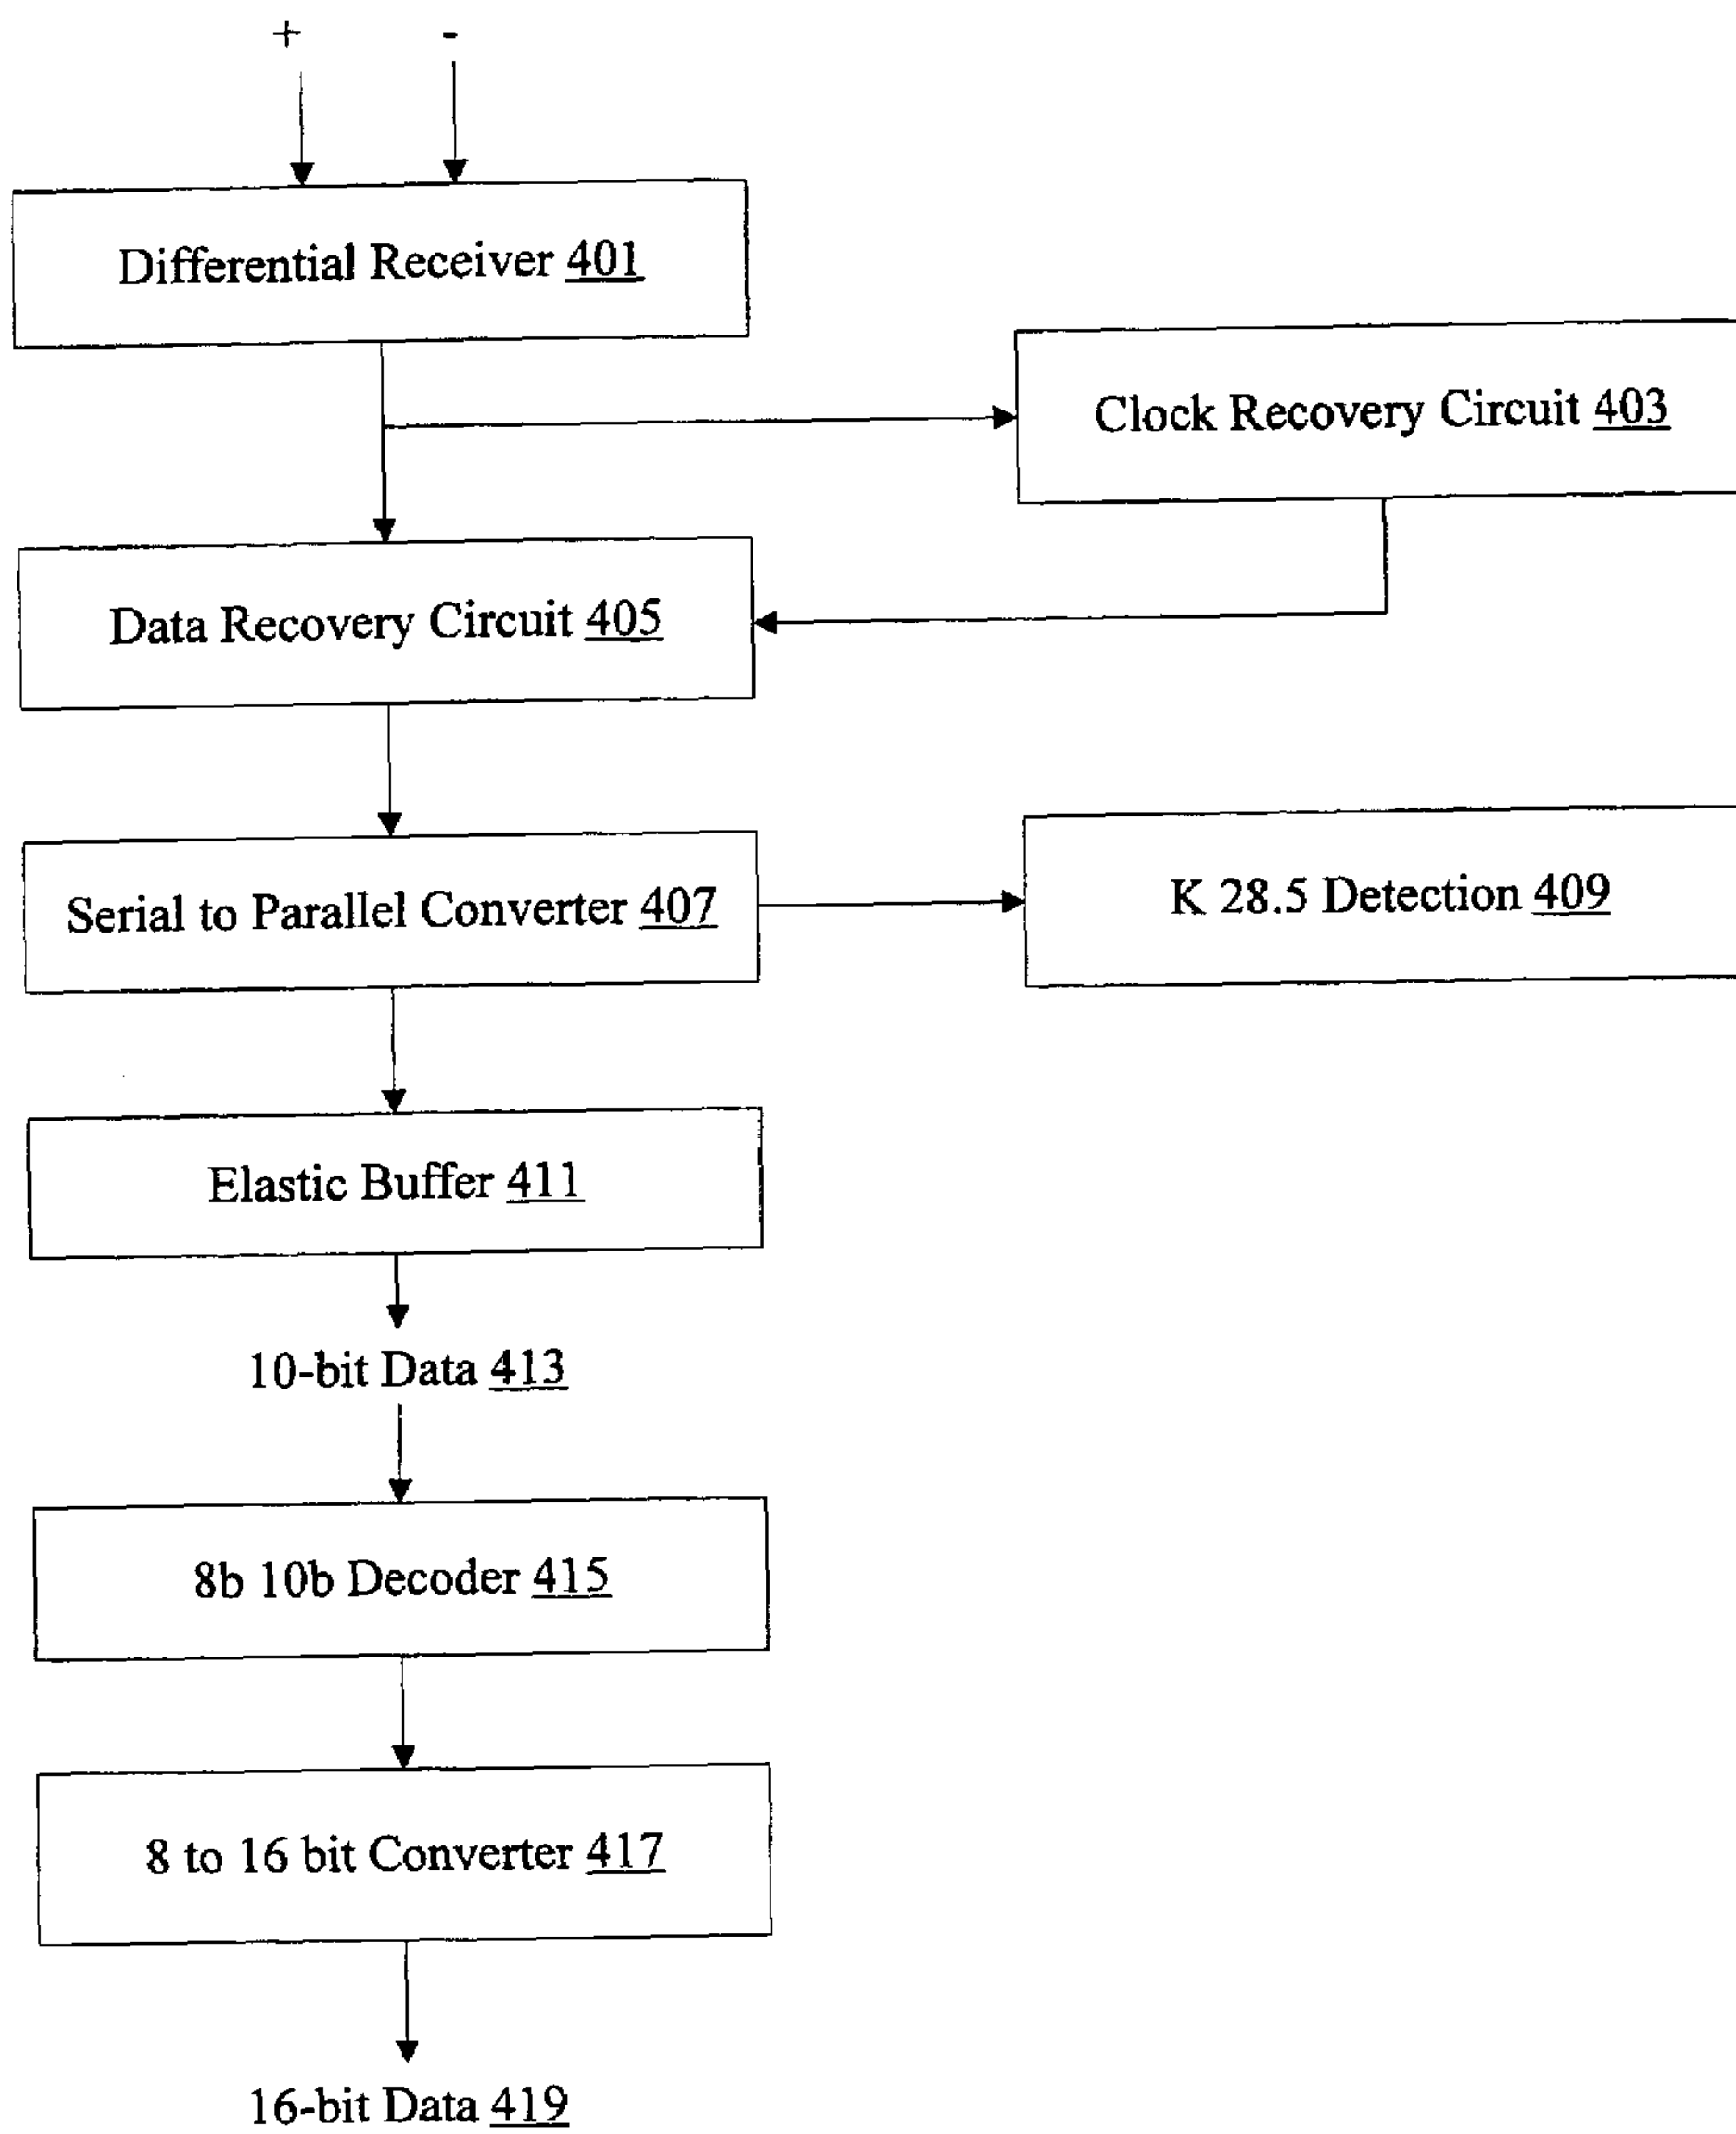 + -
Differential Receiver 401
Clock Recovery Circuit 403
Data Recovery Circuit 405
Serial to Parallel Converter 407
K 28.5 Detection 409
Elastic Buffer 411
10-bit Data 413
8b 10b Decoder 415
8 to 16 bit Converter 417
16-bit Data 419